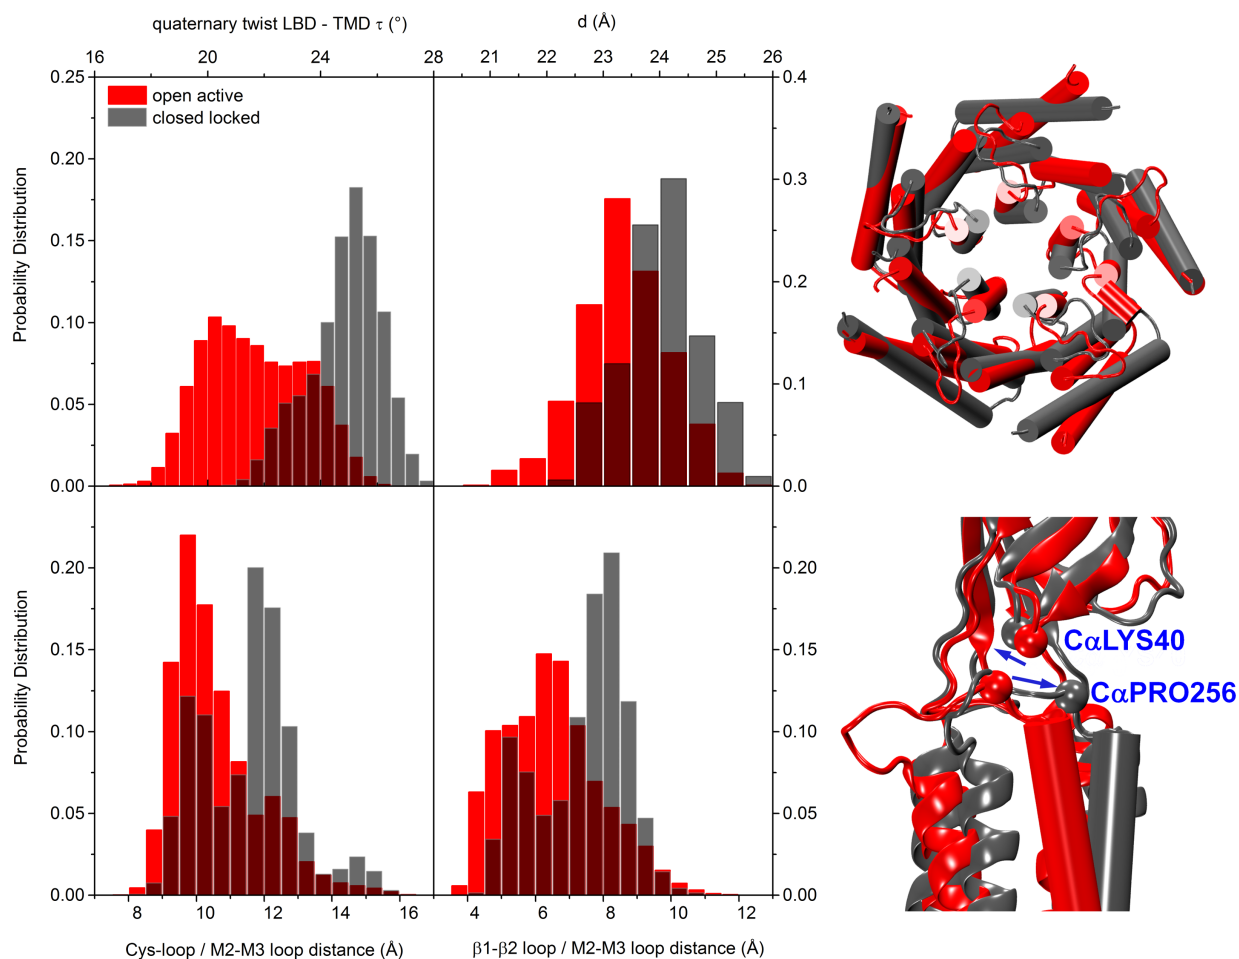 quaternary twist LBD - TMD τ (°)
d (Å)
16 20 24 28
21 22 23 24 25 26
0.25
0.20
0.15
0.10
0.05
0.00
0.4
0.3
0.2
0.1
0.0
open active
closed locked
Probability Distribution
0.20
0.15
0.10
0.05
0.00
0.20
0.15
0.10
0.05
0.00
Probability Distribution
8 10 12 14 16
4 6 8 10 12
Cys-loop / M2-M3 loop distance (Å)
β1-β2 loop / M2-M3 loop distance (Å)
CαLYS40
CαPRO256